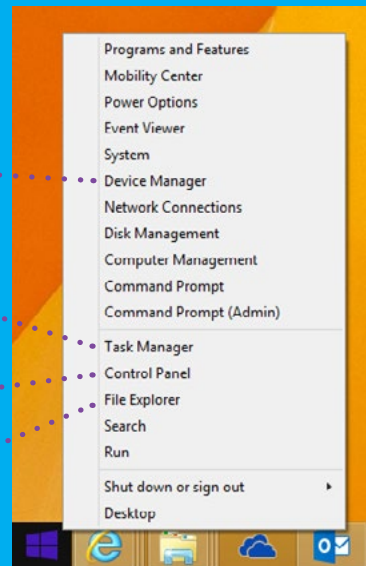 Programs and Features
Mobility Center
Power Options
Event Viewer
System
Device Manager
Network Connections
Disk Management
Computer Management
Command Prompt
Command Prompt (Admin)
Task Manager
Control Panel
File Explorer
Search
Run
Shut down or sign out
Desktop